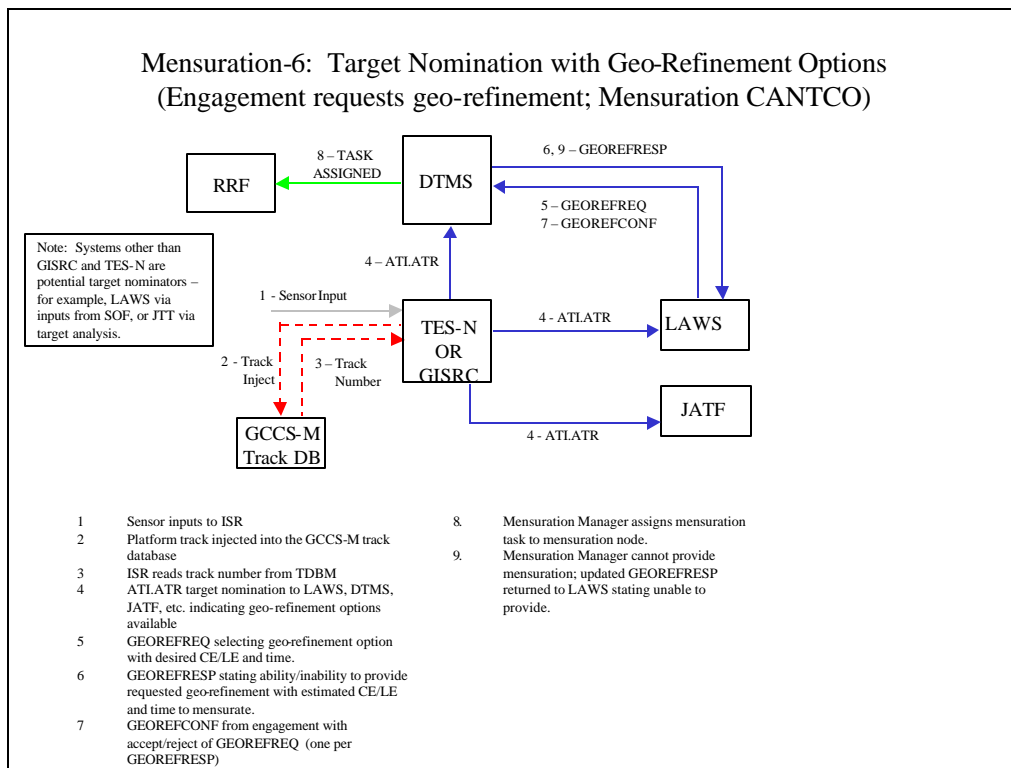 Mensuration-6: Target Nomination with Geo-Refinement Options
(Engagement requests geo-refinement; Mensuration CANTCO)
6, 9 – GEOREFRESP
8 – TASK
ASSIGNED
RRF
DTMS
5 – GEOREFREQ
7 – GEOREFCONF
Note: Systems other than
GISRC and TES-N are
potential target nominators –
for example, LAWS via
inputs from SOF, or JTT via
target analysis.
4 – ATI.ATR
1 - Sensor Input
TES-N
OR
GISRC
4 - ATI.ATR
LAWS
2 - Track
Inject
3 – Track
Number
JATF
4 - ATI.ATR
GCCS-M
Track DB
1 Sensor inputs to ISR
2 Platform track injected into the GCCS-M track
database
3 ISR reads track number from TDBM
4 ATI.ATR target nomination to LAWS, DTMS,
JATF, etc. indicating geo-refinement options
available
5 GEOREFREQ selecting geo-refinement option
with desired CE/LE and time.
6 GEOREFRESP stating ability/inability to provide
requested geo-refinement with estimated CE/LE
and time to mensurate.
7 GEOREFCONF from engagement with
accept/reject of GEOREFREQ (one per
GEOREFRESP)
8. Mensuration Manager assigns mensuration
task to mensuration node.
9. Mensuration Manager cannot provide
mensuration; updated GEOREFRESP
returned to LAWS stating unable to
provide.